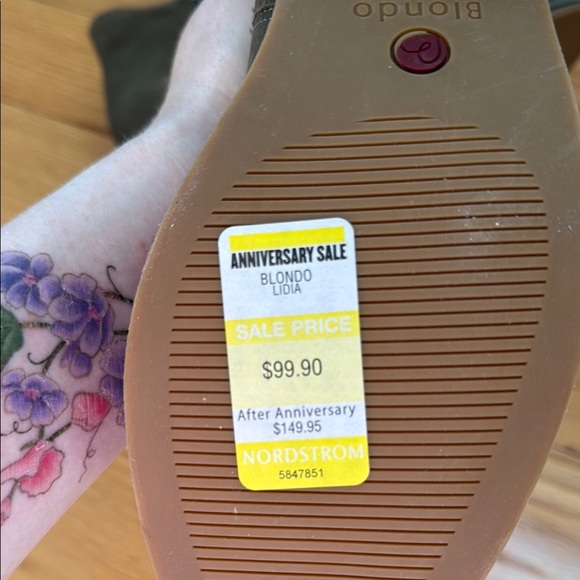 Blondo
ANNIVERSARY SALE
BLONDO
LIDIA
SALE PRICE
$99.90
After Anniversary
$149.95
NORDSTROM
5847851